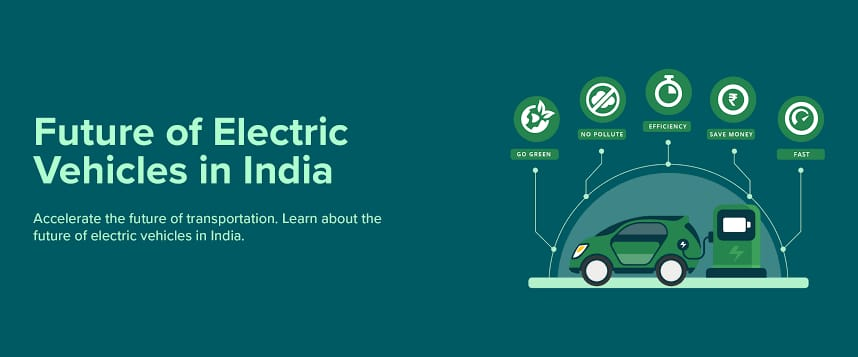 Future of Electric
Vehicles in India
Accelerate the future of transportation. Learn about the
future of electric vehicles in India.
GO GREEN
NO POLLUTE
EFFICIENCY
₹
SAVE MONEY
FAST